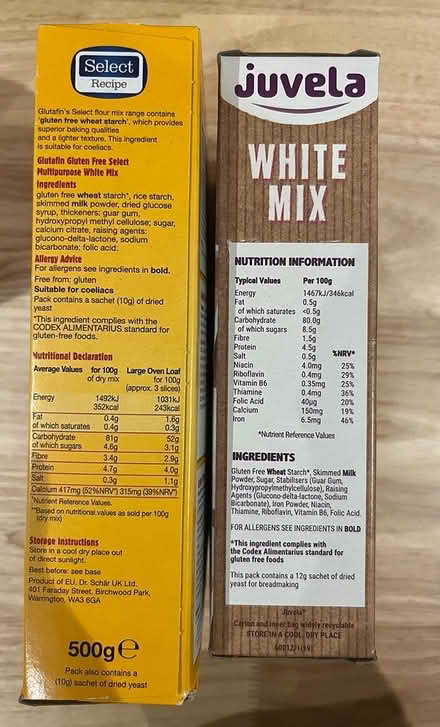 Select
Recipe
Glutafin's Select flour mix range contains
'gluten free wheat starch', which provides
superior baking qualities
and a lighter texture. This ingredient
is suitable for coeliacs.
Glutafin Gluten Free Select
Multipurpose White Mix
Ingredients
gluten free wheat starch*, rice starch,
skimmed milk powder, dried glucose
syrup, thickeners: guar gum,
hydroxypropyl methyl cellulose; sugar,
calcium citrate, raising agents:
glucono-delta-lactone, sodium
bicarbonate; folic acid.
Allergy Advice
For allergens see ingredients in bold.
Free from: gluten
Suitable for coeliacs
Pack contains a sachet (10g) of dried
yeast
*This ingredient complies with the
CODEX ALIMENTARIUS standard for
gluten-free foods.
Nutritional Declaration
Average Values for 100g of dry mix Large Oven Loaf for 100g (approx. 3 slices)
Energy 1492kJ 1031kJ
352kcal 243kcal
Fat 0.4g 1.6g
of which saturates 0.4g 0.3g
Carbohydrate 81g 52g
of which sugars 4.6g 3.1g
Fibre 3.4g 2.9g
Protein 4.7g 4.0g
Salt 0.3g 1.1g
Calcium 417mg (52%NRV*) 315mg (39%NRV*)
*Nutrient Reference Values.
**Based on nutritional values as sold per 100g
(dry mix)
Storage Instructions
Store in a cool dry place out
of direct sunlight.
Best before: see base
Product of EU. Dr. Schär UK Ltd.
401 Faraday Street, Birchwood Park,
Warrington, WA3 6GA
500g e
Pack also contains a
(10g) sachet of dried yeast
juvela
WHITE
MIX
NUTRITION INFORMATION
Typical Values Per 100g
Energy 1467kJ/346kcal
Fat 0.5g
of which saturates <0.5g
Carbohydrate 80.0g
of which sugars 8.5g
Fibre 1.5g
Protein 4.5g
Salt 0.5g %NRV*
Niacin 4.0mg 25%
Riboflavin 0.4mg 29%
Vitamin B6 0.35mg 25%
Thiamine 0.4mg 36%
Folic Acid 40µg 20%
Calcium 150mg 19%
Iron 6.5mg 46%
*Nutrient Reference Values
INGREDIENTS
Gluten Free Wheat Starch*, Skimmed Milk
Powder, Sugar, Stabilisers (Guar Gum,
Hydroxypropylmethylcellulose), Raising
Agents (Glucono-delta-lactone, Sodium
Bicarbonate), Iron Powder, Niacin,
Thiamine, Riboflavin, Vitamin B6, Folic Acid.
FOR ALLERGENS SEE INGREDIENTS IN BOLD
*This ingredient complies with
the Codex Alimentarius standard for
gluten free foods
This pack contains a 12g sachet of dried
yeast for breadmaking
Juvela
Carton and inner bag widely recyclable
STORE IN A COOL, DRY PLACE